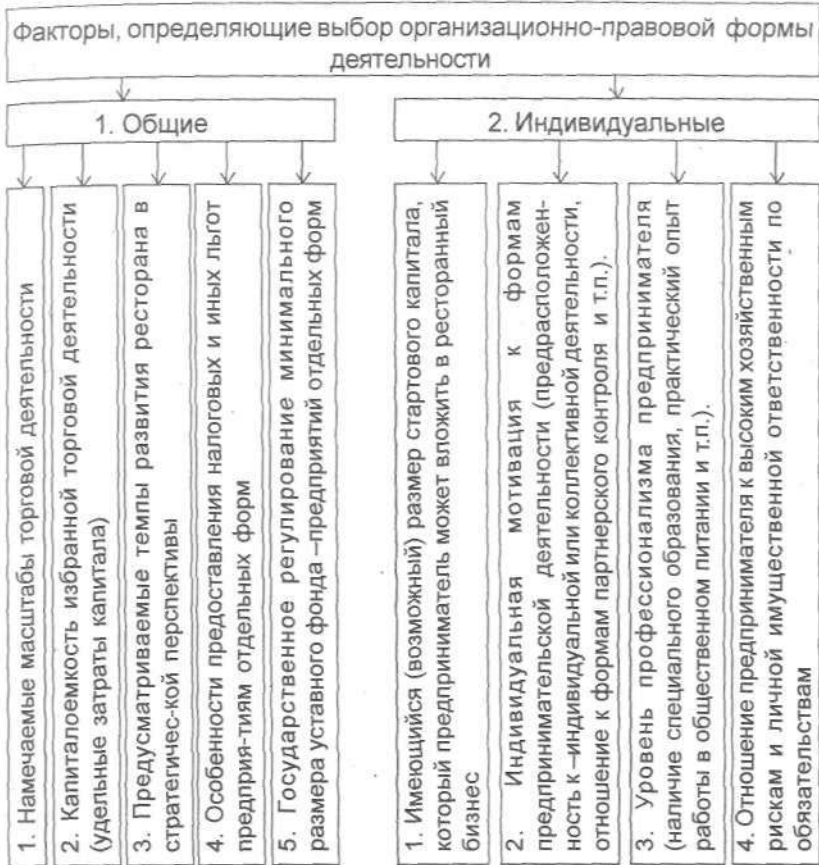 Факторы, определяющие выбор организационно-правовой формы
деятельности
1. Общие
1. Намечаемые масштабы торговой деятельности
2. Капиталоемкость избранной торговой деятельности
(удельные затраты капитала)
3. Предусматриваемые темпы развития ресторана в
стратегичес-кой перспективы
4. Особенности предоставления налоговых и иных льгот
предприя-тиям отдельных форм
5. Государственное регулирование минимального
размера уставного фонда –предприятий отдельных форм
2. Индивидуальные
1. Имеющийся (возможный) размер стартового капитала,
который предприниматель может вложить в ресторанный
бизнес
2. Индивидуальная мотивация к формам
предпринимательской деятельности (предрасположен-
ность к –индивидуальной или коллективной деятельности,
отношение к формам партнерского контроля и т.п.).
3. Уровень профессионализма предпринимателя
(наличие специального образования, практический опыт
работы в общественном питании и т.п.).
4. Отношение предпринимателя к высоким хозяйственным
рискам и личной имущественной ответственности по
обязательствам